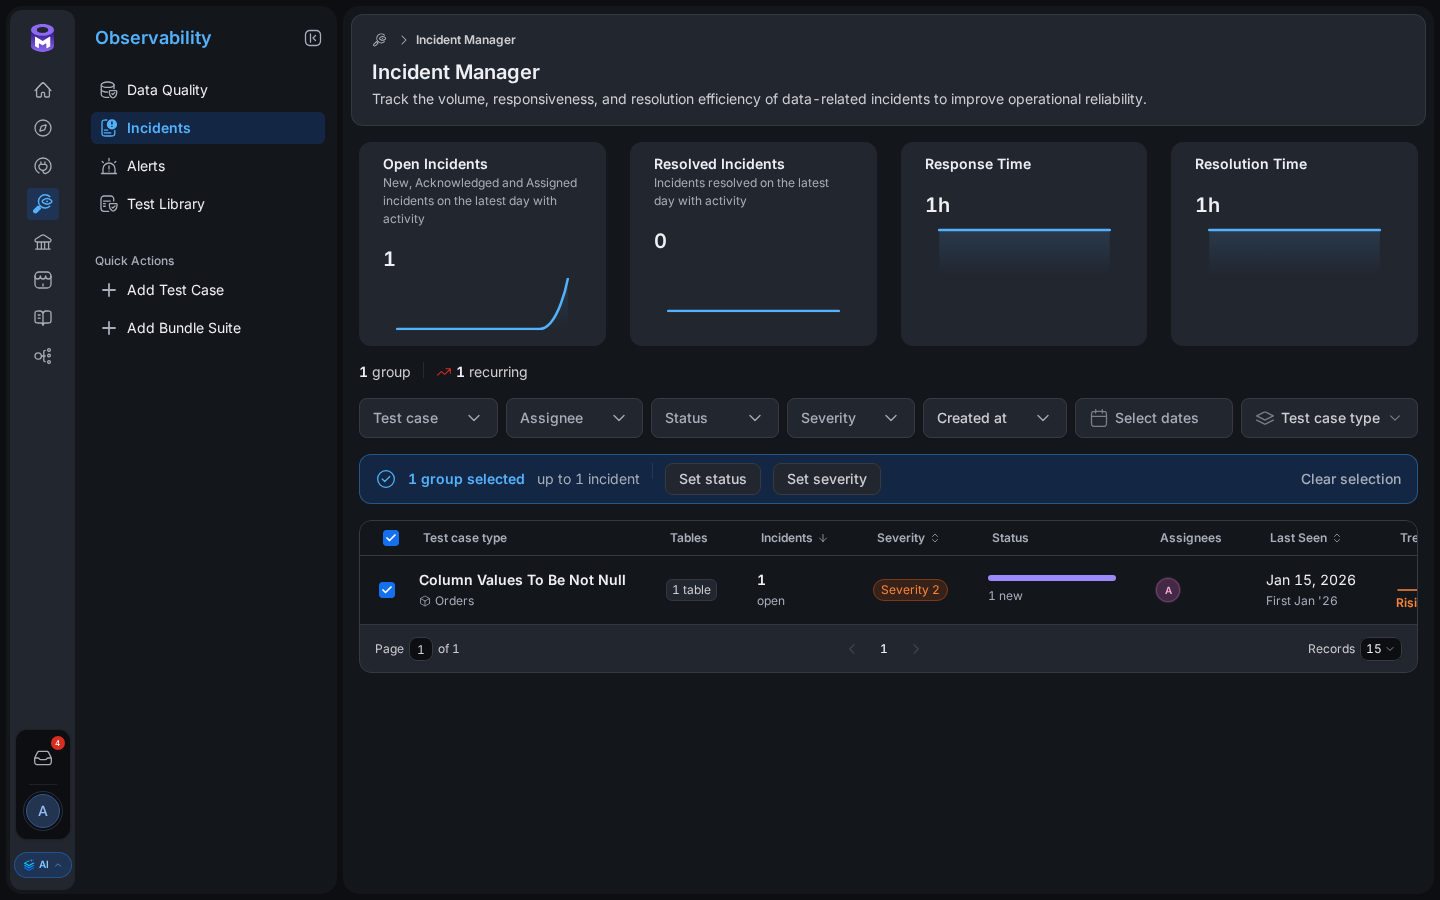 Observability
Data Quality
Incidents
Alerts
Test Library
Quick Actions
Add Test Case
Add Bundle Suite
4
A
AI
Incident Manager
Incident Manager
Track the volume, responsiveness, and resolution efficiency of data-related incidents to improve operational reliability.
Open Incidents
New, Acknowledged and Assigned
incidents on the latest day with
activity
1
Resolved Incidents
Incidents resolved on the latest
day with activity
0
Response Time
1h
Resolution Time
1h
1 group 1 recurring
Test case Assignee Status Severity Created at Select dates Test case type
1 group selected up to 1 incident Set status Set severity Clear selection
Test case type Tables Incidents Severity Status Assignees Last Seen Tre
Column Values To Be Not Null
Orders
1 table
1
open
Severity 2
1 new
A
Jan 15, 2026
First Jan '26
Risi
Page 1 of 1 1 Records 15